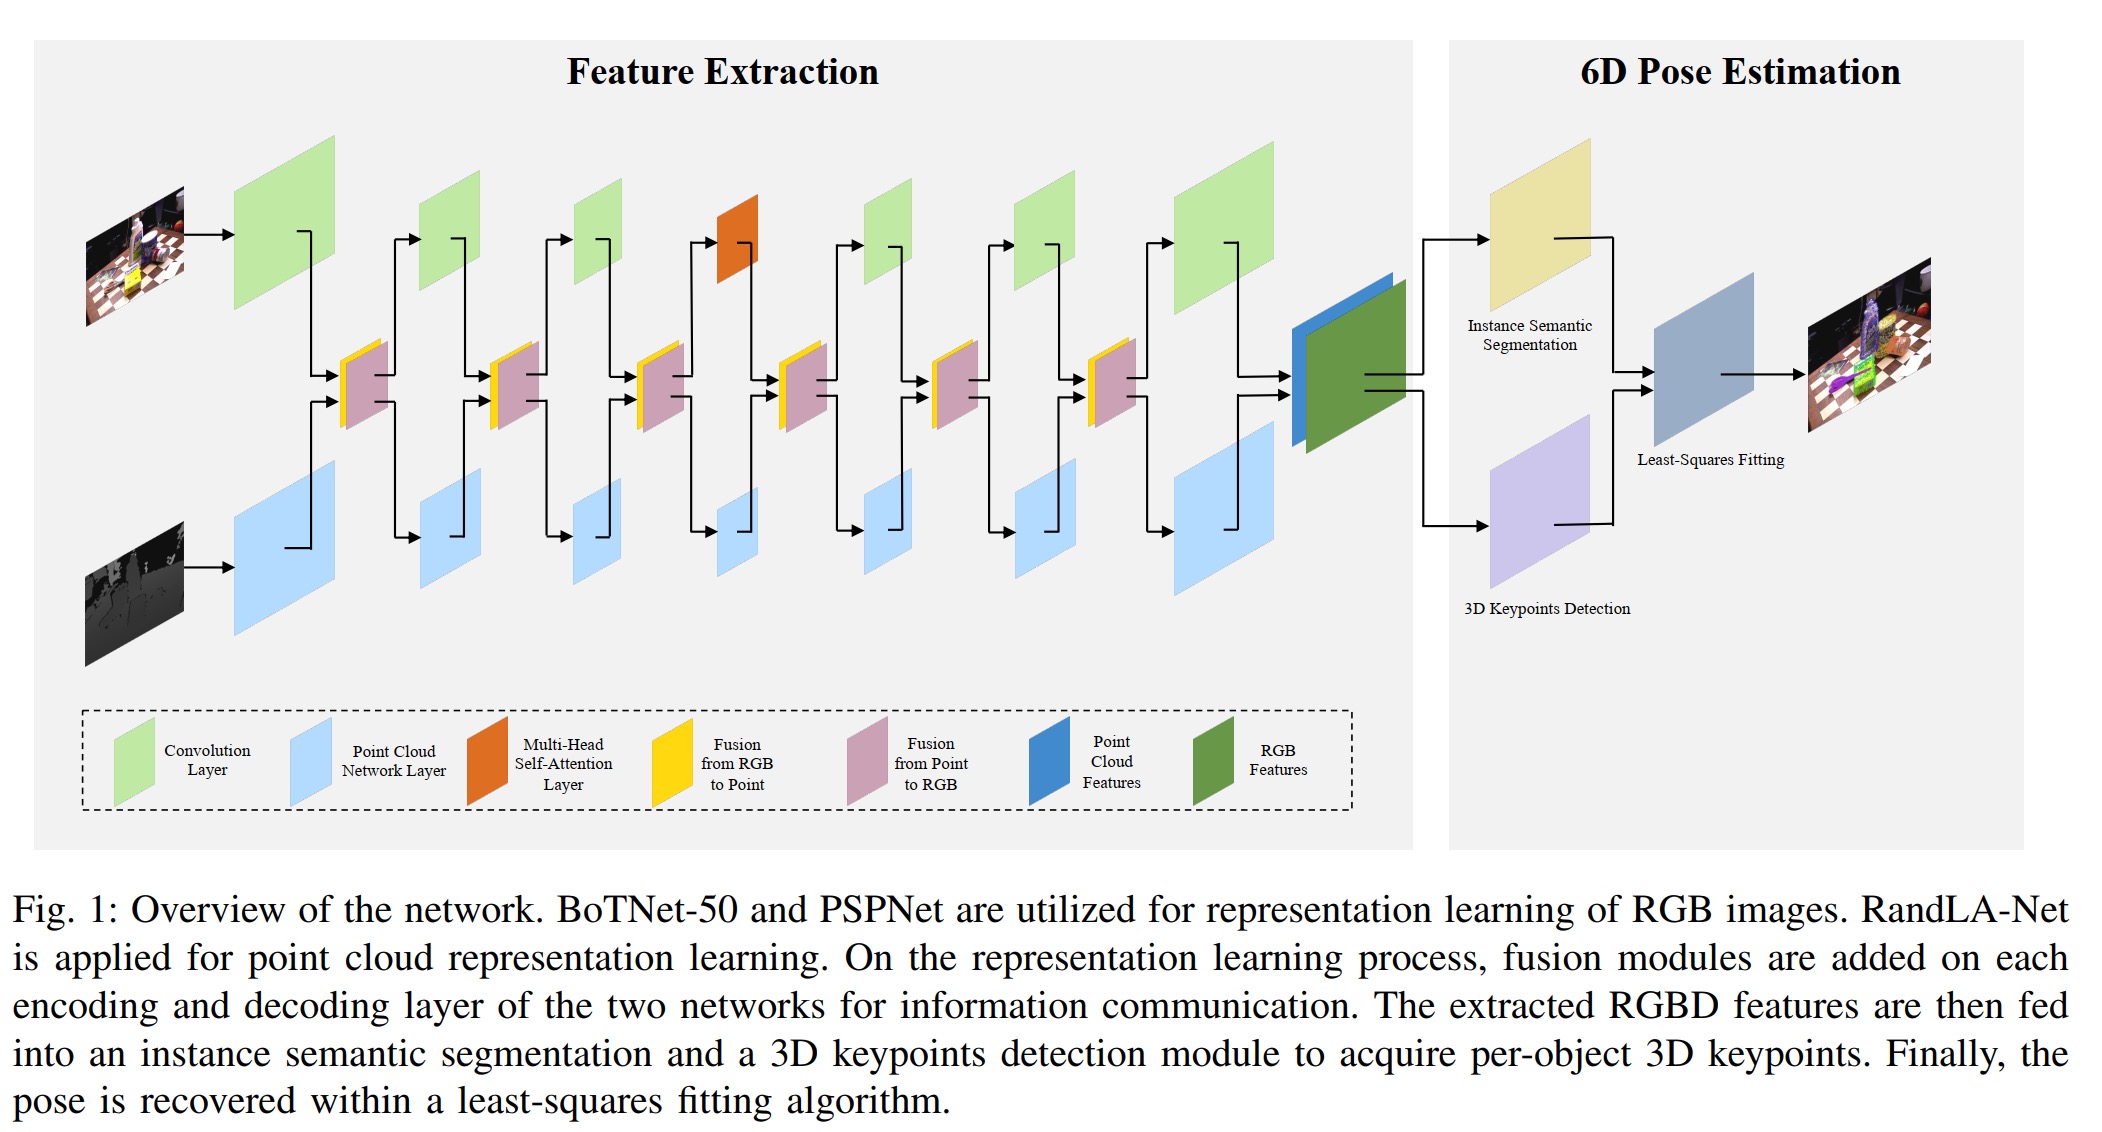 Feature Extraction
6D Pose Estimation
Instance Semantic
Segmentation
Least-Squares Fitting
3D Keypoints Detection
Convolution
Layer
Point Cloud
Network Layer
Multi-Head
Self-Attention
Layer
Fusion
from RGB
to Point
Fusion
from Point
to RGB
Point
Cloud
Features
RGB
Features
Fig. 1: Overview of the network. BoTNet-50 and PSPNet are utilized for representation learning of RGB images. RandLA-Net
is applied for point cloud representation learning. On the representation learning process, fusion modules are added on each
encoding and decoding layer of the two networks for information communication. The extracted RGBD features are then fed
into an instance semantic segmentation and a 3D keypoints detection module to acquire per-object 3D keypoints. Finally, the
pose is recovered within a least-squares fitting algorithm.